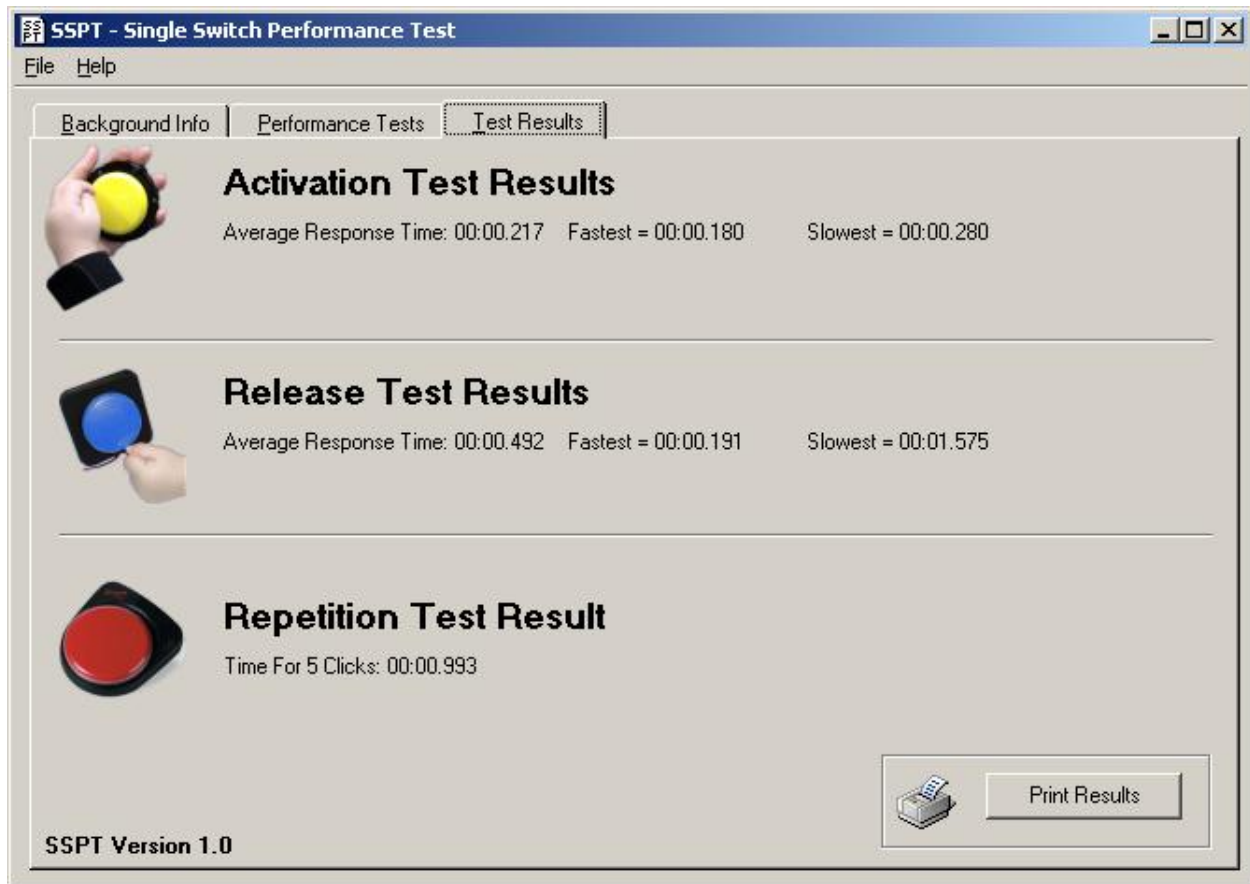 SSPT - Single Switch Performance Test
File Help
Background Info Performance Tests Test Results
Activation Test Results
Average Response Time: 00:00.217 Fastest = 00:00.180 Slowest = 00:00.280
Release Test Results
Average Response Time: 00:00.492 Fastest = 00:00.191 Slowest = 00:01.575
Repetition Test Result
Time For 5 Clicks: 00:00.993
Print Results
SSPT Version 1.0